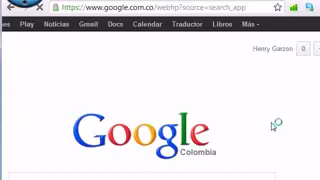 https://www.google.com.co/webhp?source=search_app
Play Noticias Gmail Docs Calendar Traductor Libros Más
Henry Garzon 0
Google
Colombia